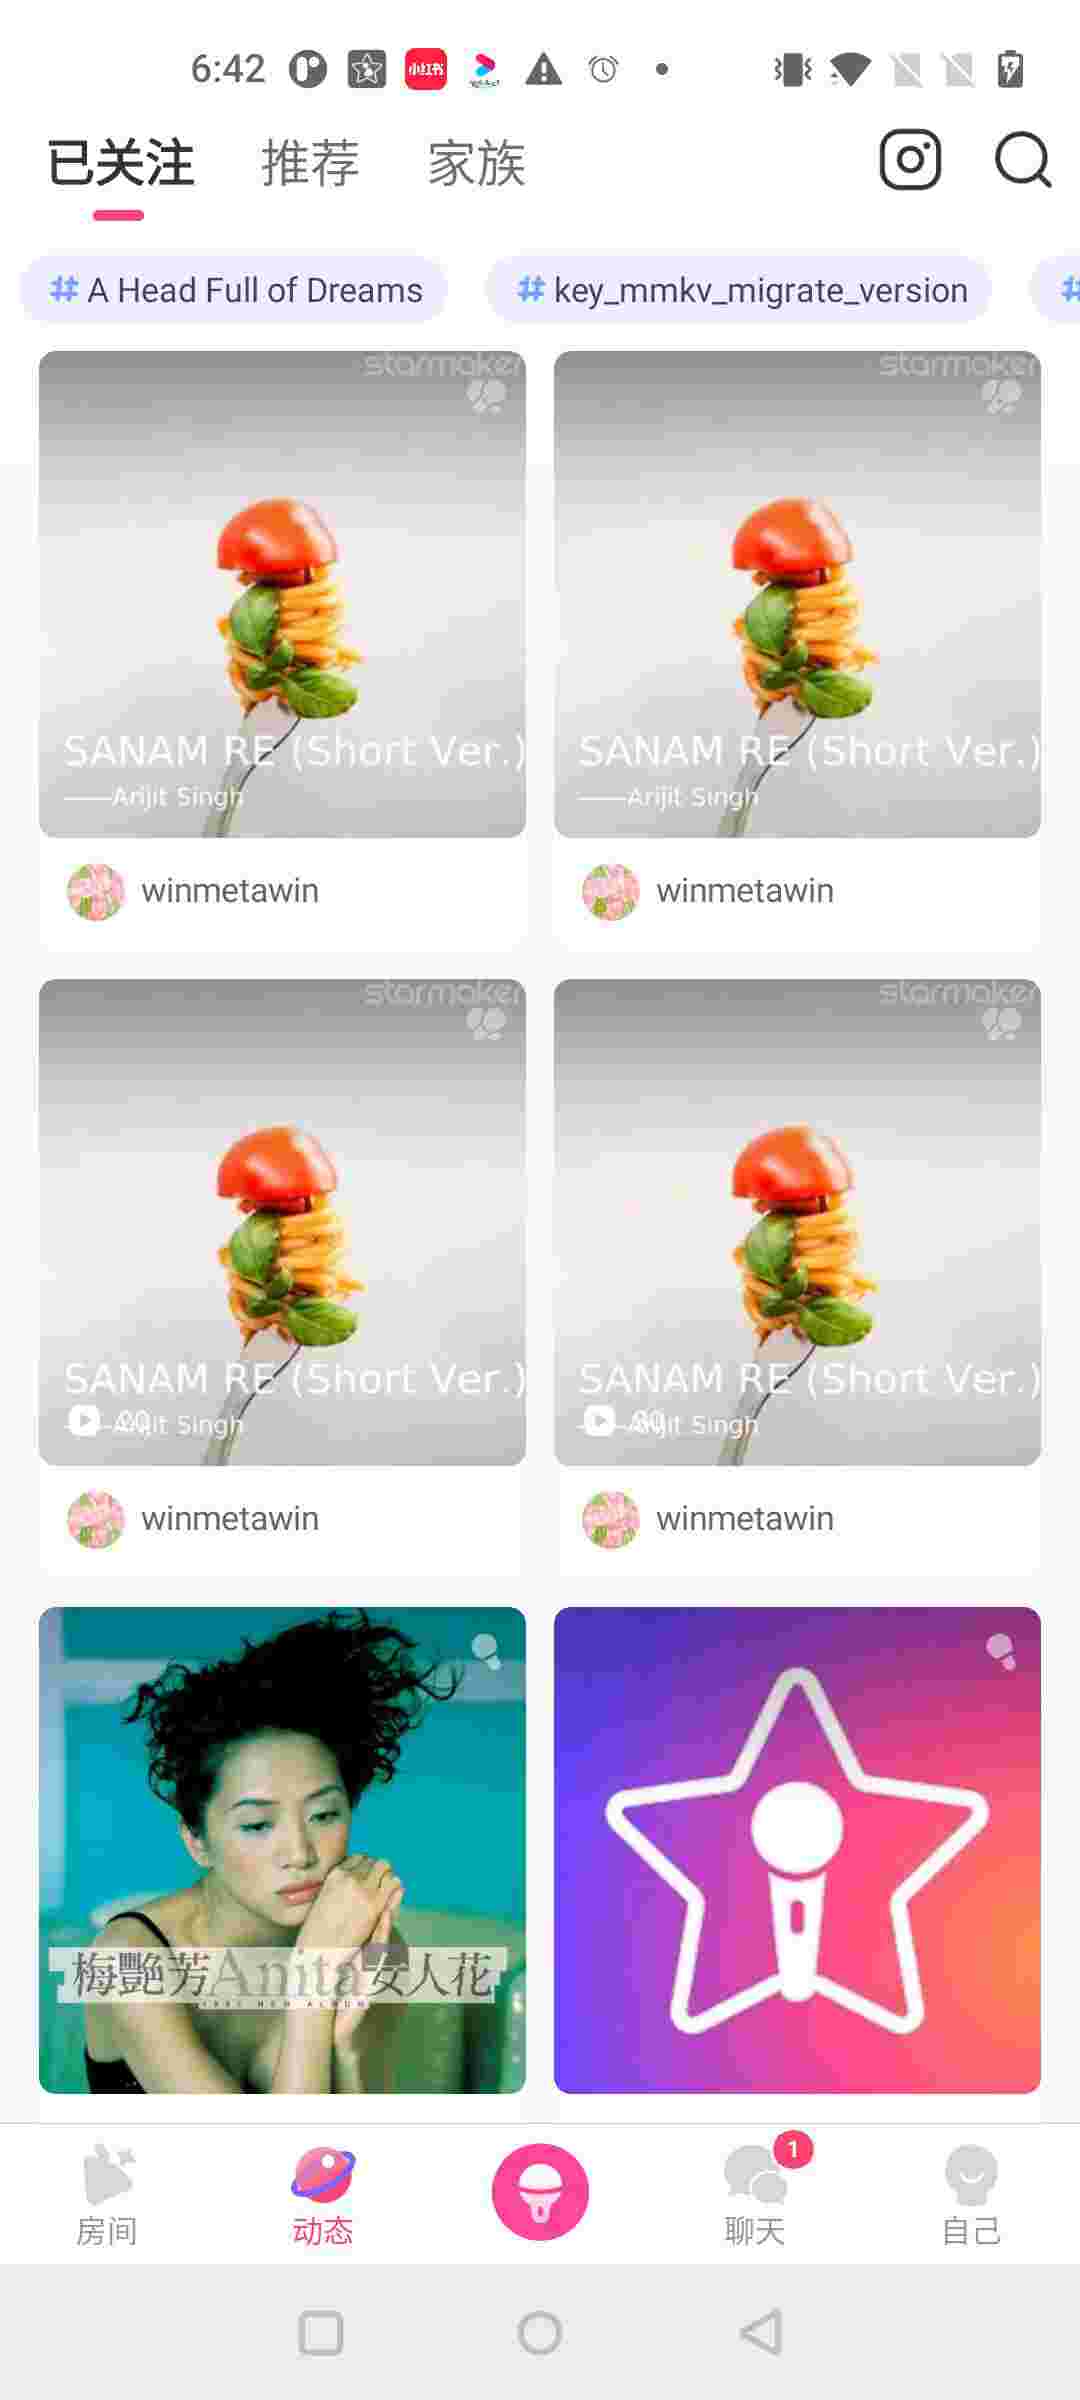 6:42
小红书
已关注 推荐 家族
# A Head Full of Dreams # key_mmkv_migrate_version #
starmaker starmaker
SANAM RE (Short Ver.) SANAM RE (Short Ver.)
——Arijit Singh ——Arijit Singh
winmetawin winmetawin
starmaker starmaker
SANAM RE (Short Ver.) SANAM RE (Short Ver.)
Arijit Singh Arijit Singh
winmetawin winmetawin
梅艷芳Anita女人花
NEW ALBUM
1
房间 动态 聊天 自己